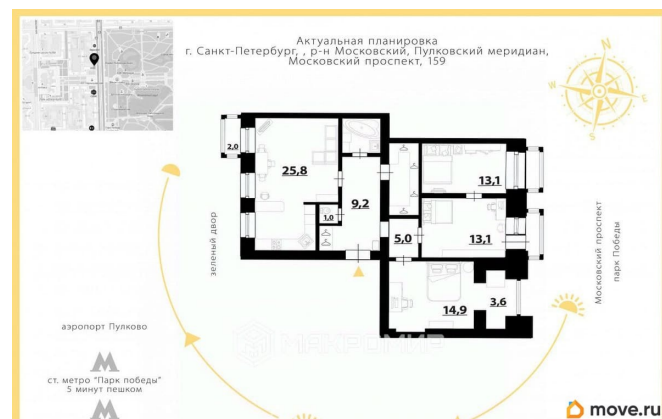 Актуальная планировка
г. Санкт-Петербург, , р-н Московский, Пулковский меридиан,
Московский проспект, 159
N
W
E
S
2,0
25,8
9,2
1,0
5,0
13,1
13,1
14,9
3,6
зеленый двор
Московский проспект
парк Победы
аэропорт Пулково
М
ст. метро "Парк победы"
5 минут пешком
М
МАКРОМИР
move.ru